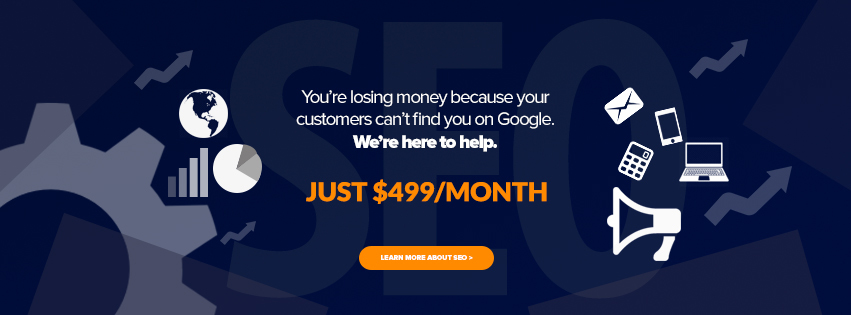 SEO
You're losing money because your
customers can't find you on Google.
We're here to help.
JUST $499/MONTH
LEARN MORE ABOUT SEO >